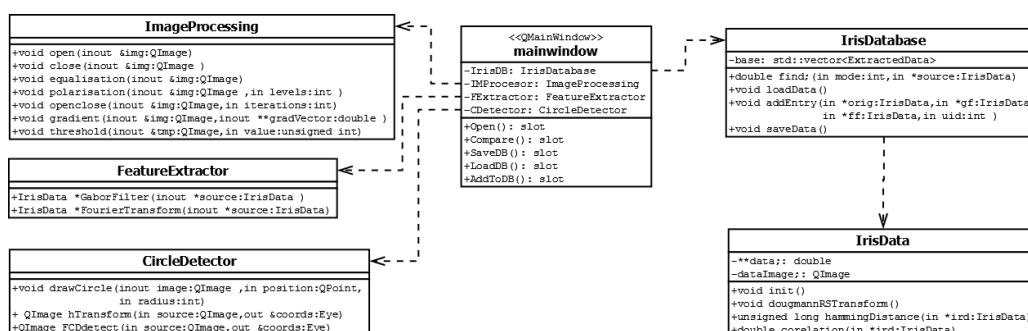 ImageProcessing
+void open(inout &img:QImage)
+void close(inout &img:QImage )
+void equalisation(inout &img:QImage)
+void polarisation(inout &img:QImage ,in levels:int )
+void openclose(inout &img:QImage,in iterations:int)
+void gradient(inout &img:QImage,inout **gradVector:double )
+void threshold(inout &tmp:QImage,in value:unsigned int)
FeatureExtractor
+IrisData *GaborFilter(inout *source:IrisData )
+IrisData *FourierTransform(inout *source:IrisData)
CircleDetector
+void drawCircle(inout image:QImage ,in position:QPoint,
in radius:int)
+ QImage hTransform(in source:QImage,out &coords:Eye)
+QImage FCDdetect(in source:QImage,out &coords:Eye)
<<QMainWindow>>
mainwindow
-IrisDB: IrisDatabase
-IMProcesor: ImageProcessing
-FExtractor: FeatureExtractor
-CDetector: CircleDetector
+Open(): slot
+Compare(): slot
+SaveDB(): slot
+LoadDB(): slot
+AddToDB(): slot
IrisDatabase
-base: std::vector<ExtractedData>
+double find;(in mode:int,in *source:IrisData)
+void loadData()
+void addEntry(in *orig:IrisData,in *gf:IrisData
in *ff:IrisData,in uid:int )
+void saveData()
IrisData
-**data;: double
-dataImage;: QImage
+void init()
+void dougmannRSTransform()
+unsigned long hammingDistance(in *ird:IrisData)
+double corelation(in *ird:IrisData)